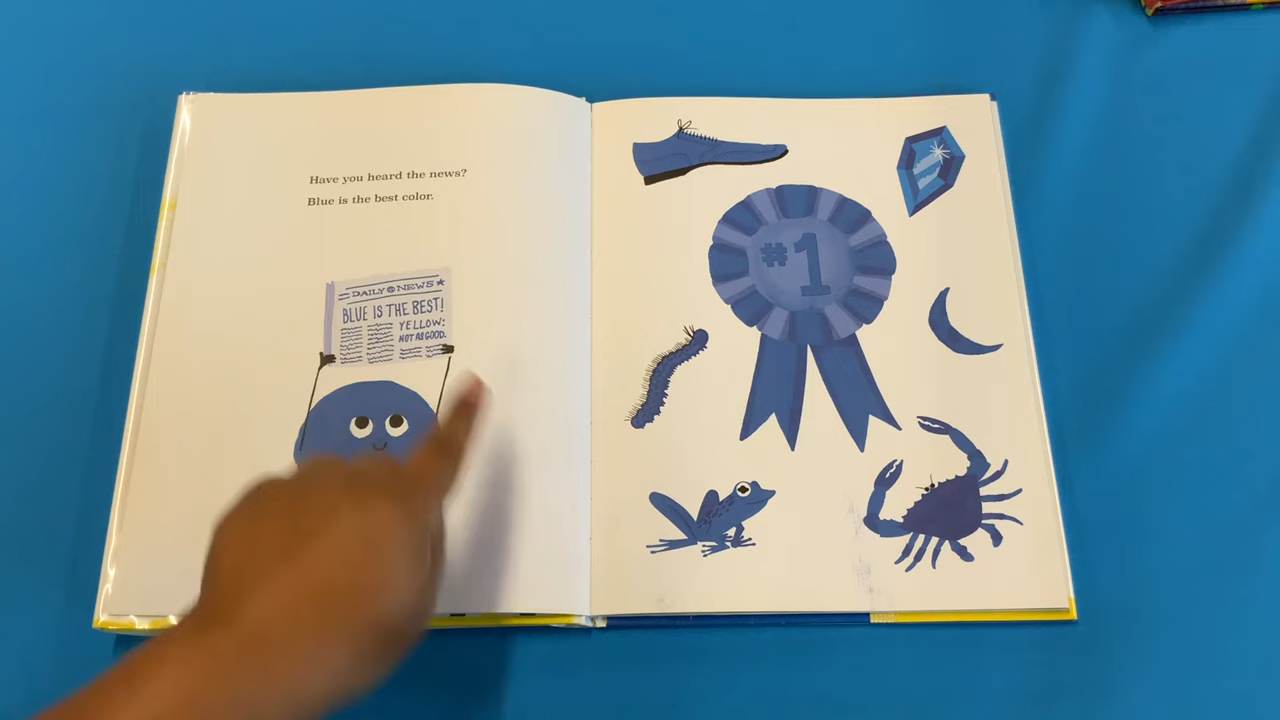 Have you heard the news?
Blue is the best color.
DAILY NEWS
BLUE IS THE BEST!
YELLOW:
NOT AS GOOD.
#1